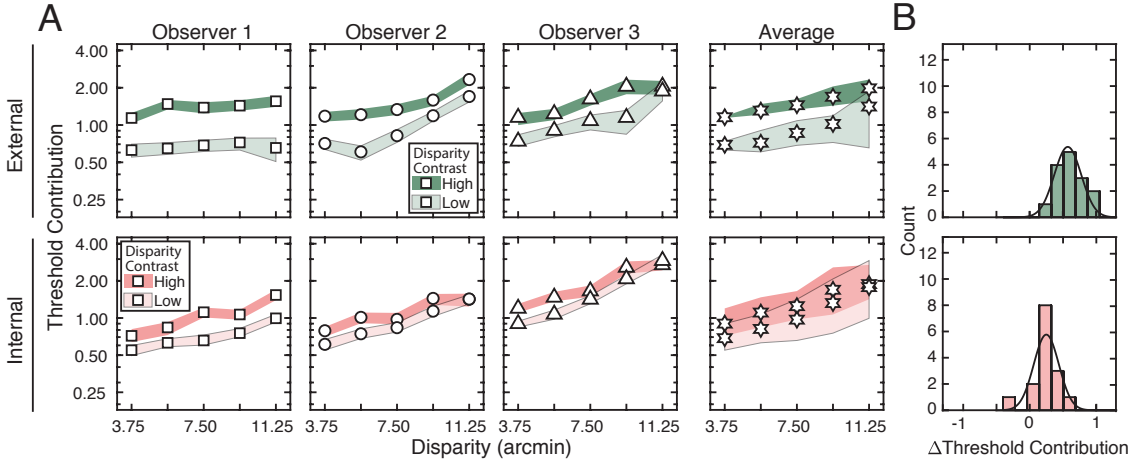 A
B
Observer 1
Observer 2
Observer 3
Average
External
Internal
Threshold Contribution
4.00
2.00
1.00
0.50
0.25
Disparity
Contrast
High
Low
12
10
8
6
4
2
0
Count
4.00
2.00
1.00
0.50
0.25
Disparity
Contrast
High
Low
12
10
8
6
4
2
0
3.75 7.50 11.25
3.75 7.50 11.25
3.75 7.50 11.25
3.75 7.50 11.25
-1 0 1
Disparity (arcmin)
ΔThreshold Contribution